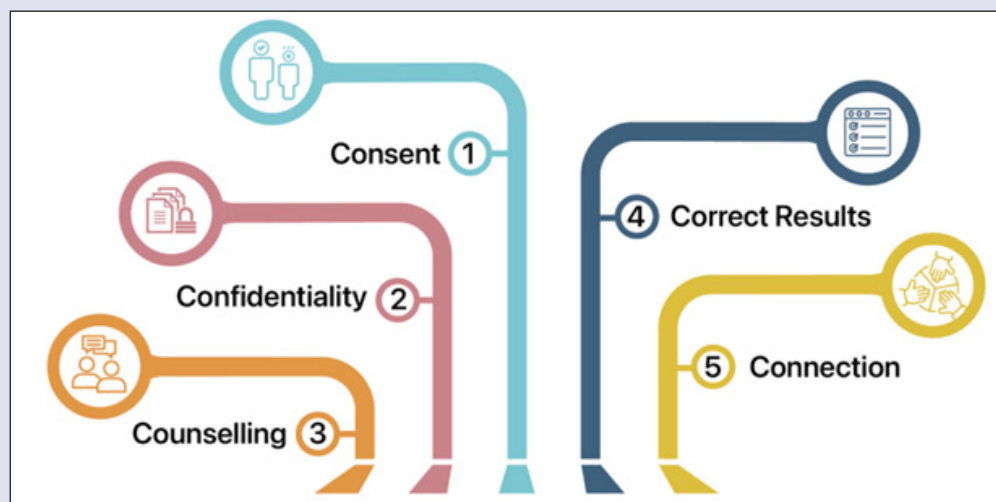 Consent 1
Confidentiality 2
Counselling 3
4 Correct Results
5 Connection